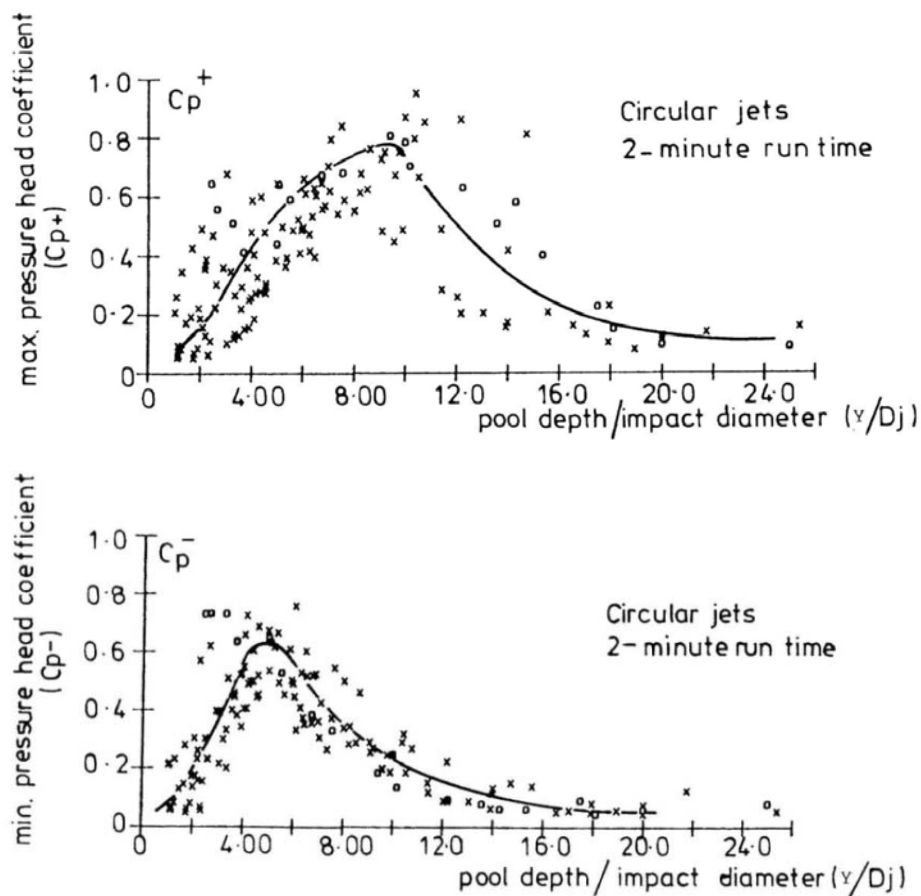 max. pressure head coefficient
(Cp+)
1·0
Cp+
0·8
0·6
0·4
0·2
0
Circular jets
2-minute run time
0 4·00 8·00 12·0 16·0 20·0 24·0
pool depth/impact diameter (Y/Dj)
min. pressure head coefficient
(Cp-)
1·0
Cp-
0·8
0·6
0·4
0·2
0
Circular jets
2-minute run time
0 4·00 8·00 12·0 16·0 20·0 24·0
pool depth/impact diameter (Y/Dj)